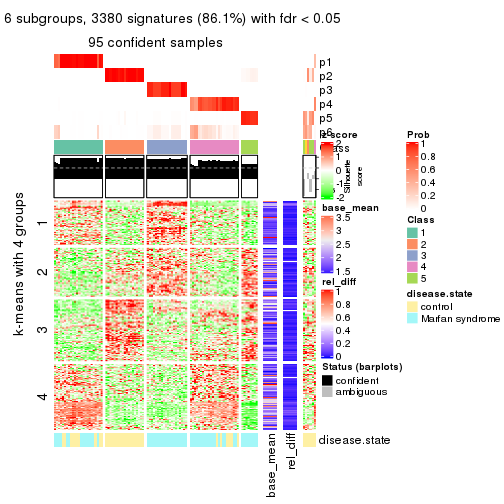 6 subgroups, 3380 signatures (86.1%) with fdr < 0.05
95 confident samples
p1
p2
p3
p4
p5
p6
z-score
2
1
0
-1
-2
Silhouette score
Prob
1
0.8
0.6
0.4
0.2
0
Class
1
2
3
4
5
base_mean
3.5
3
2.5
2
1.5
rel_diff
1
0.8
0.6
0.4
0.2
0
disease.state
control
Marfan syndrome
Status (barplots)
confident
ambiguous
k-means with 4 groups
1
2
3
4
disease.state
base_mean
rel_diff